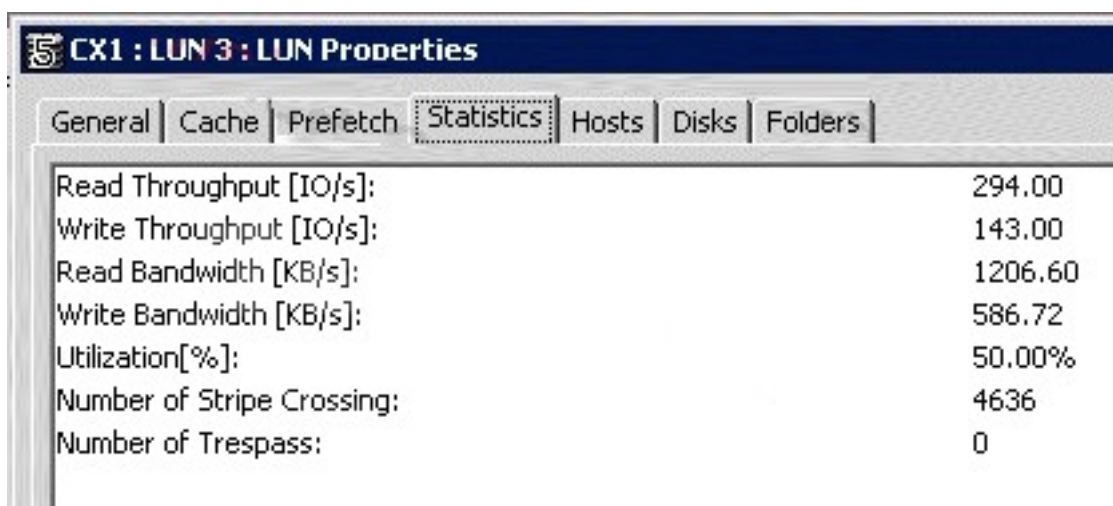 CX1 : LUN 3 : LUN Properties
General Cache Prefetch Statistics Hosts Disks Folders
Read Throughput [IO/s]: 294.00
Write Throughput [IO/s]: 143.00
Read Bandwidth [KB/s]: 1206.60
Write Bandwidth [KB/s]: 586.72
Utilization[%]: 50.00%
Number of Stripe Crossing: 4636
Number of Trespass: 0